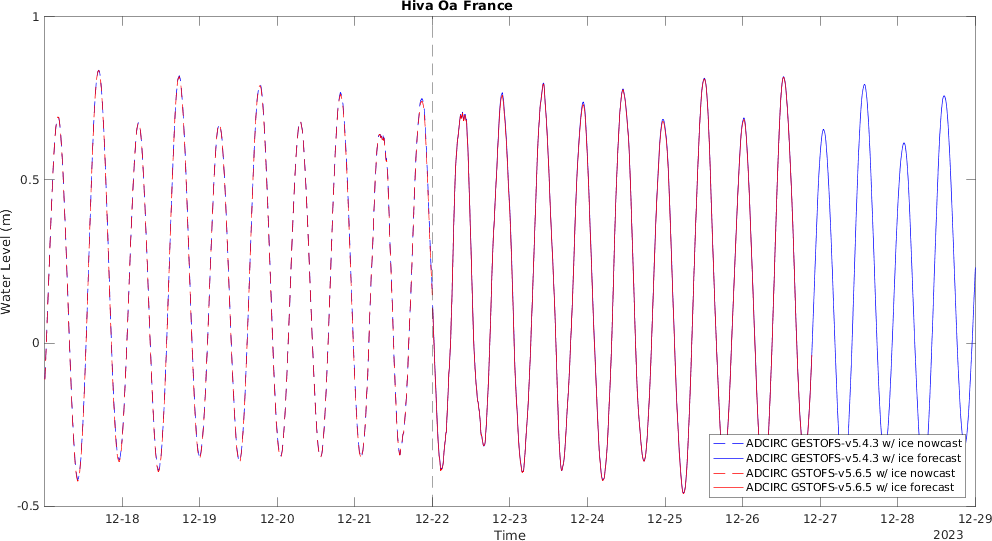 Hiva Oa France
1
0.5
0
-0.5
Water Level (m)
12-18
12-19
12-20
12-21
12-22
12-23
12-24
12-25
12-26
12-27
12-28
12-29
Time
2023
ADCIRC GESTOFS-v5.4.3 w/ ice nowcast
ADCIRC GESTOFS-v5.4.3 w/ ice forecast
ADCIRC GSTOFS-v5.6.5 w/ ice nowcast
ADCIRC GSTOFS-v5.6.5 w/ ice forecast